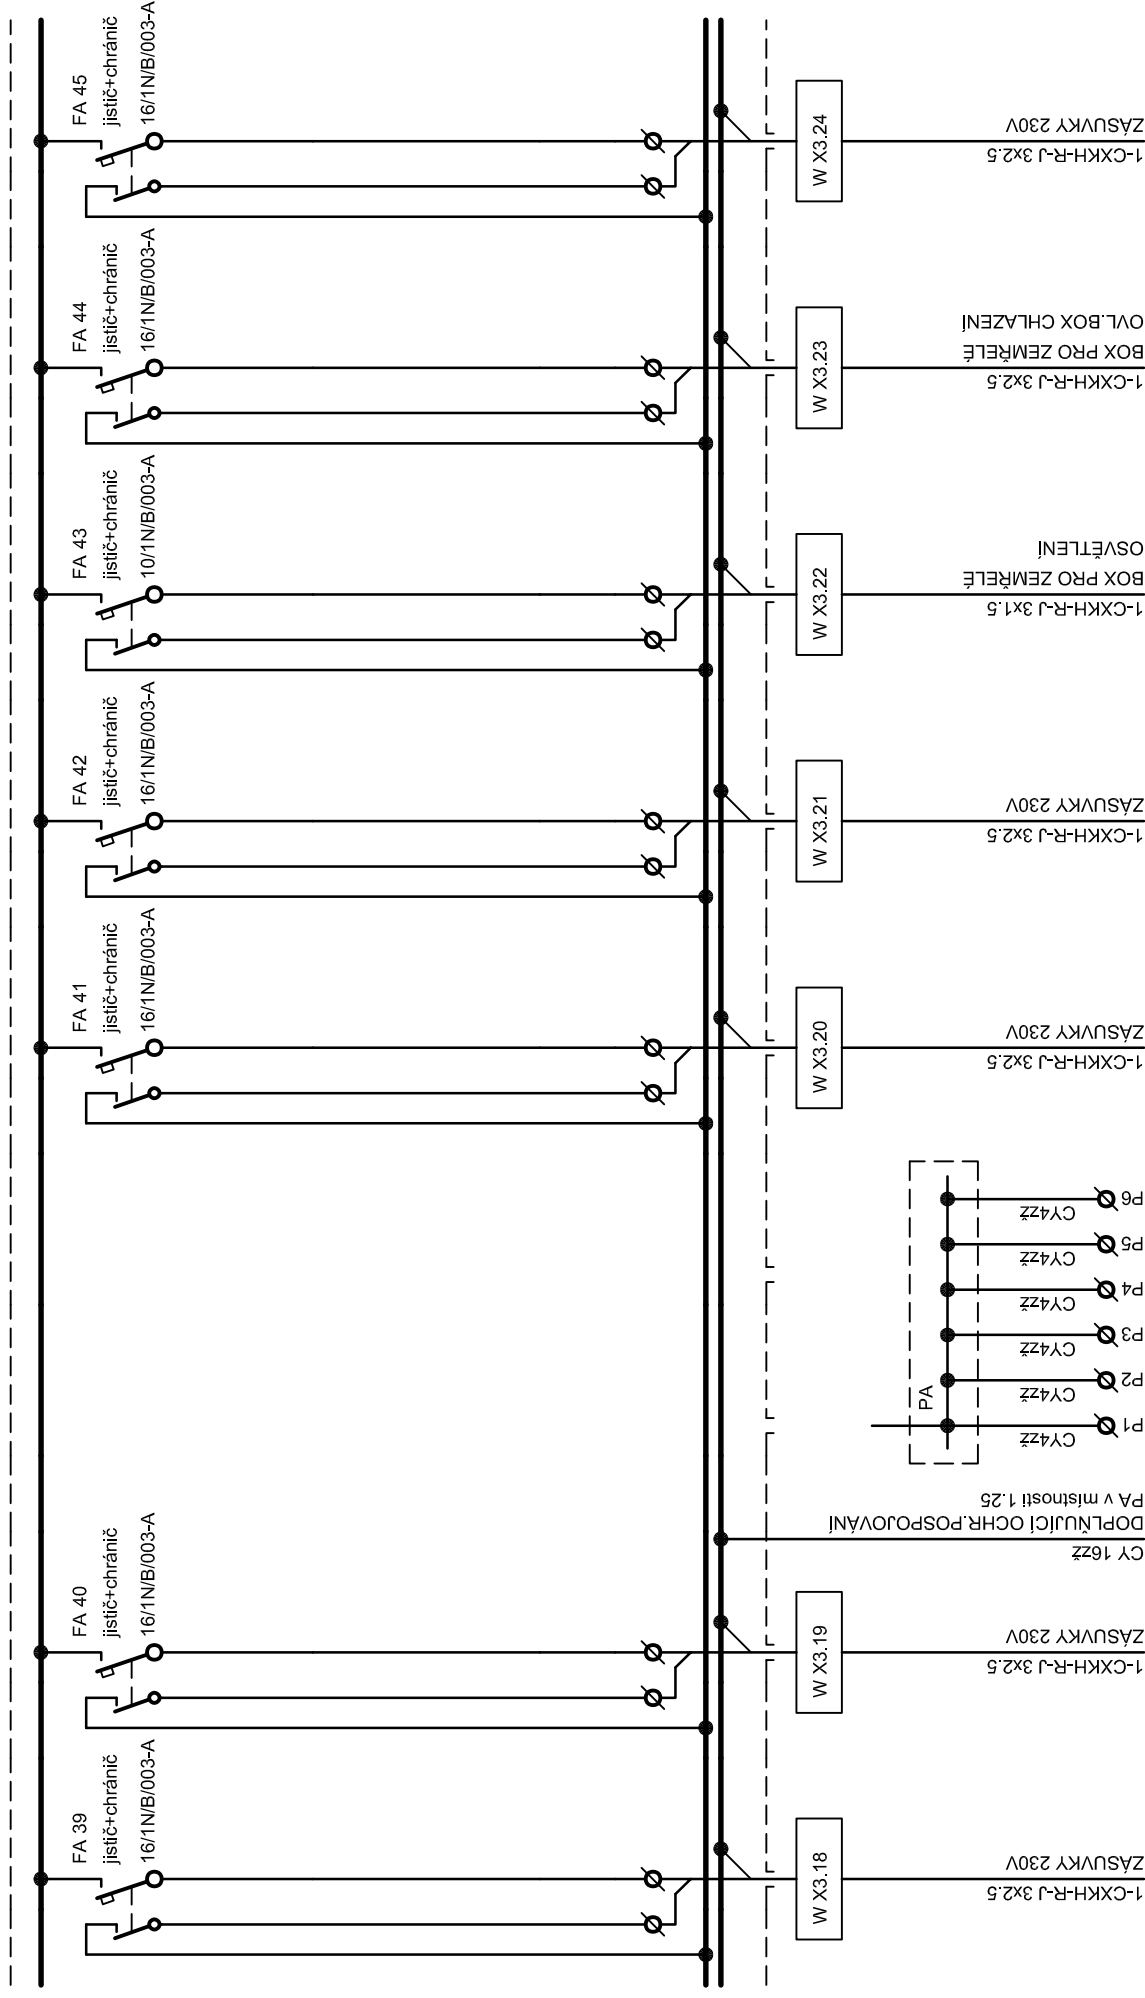 FA 39
jistič+chránič
16/1N/B/003-A
FA 40
jistič+chránič
16/1N/B/003-A
FA 41
jistič+chránič
16/1N/B/003-A
FA 42
jistič+chránič
16/1N/B/003-A
FA 43
jistič+chránič
10/1N/B/003-A
FA 44
jistič+chránič
16/1N/B/003-A
FA 45
jistič+chránič
16/1N/B/003-A
W X3.18
W X3.19
W X3.20
W X3.21
W X3.22
W X3.23
W X3.24
1-CXKH-R-J 3x2.5
ZÁSUVKY 230V
1-CXKH-R-J 3x2.5
ZÁSUVKY 230V
CY 16zž
DOPLŇUJÍCÍ OCHR.POSPOJOVÁNÍ
PA v místnosti 1.25
PA
CY4zž
P1
CY4zž
P2
CY4zž
P3
CY4zž
P4
CY4zž
P5
CY4zž
P6
1-CXKH-R-J 3x2.5
ZÁSUVKY 230V
1-CXKH-R-J 3x2.5
ZÁSUVKY 230V
1-CXKH-R-J 3x1.5
BOX PRO ZEMŘELÉ
OSVĚTLENÍ
1-CXKH-R-J 3x2.5
BOX PRO ZEMŘELÉ
OVL.BOX CHLAZENÍ
1-CXKH-R-J 3x2.5
ZÁSUVKY 230V